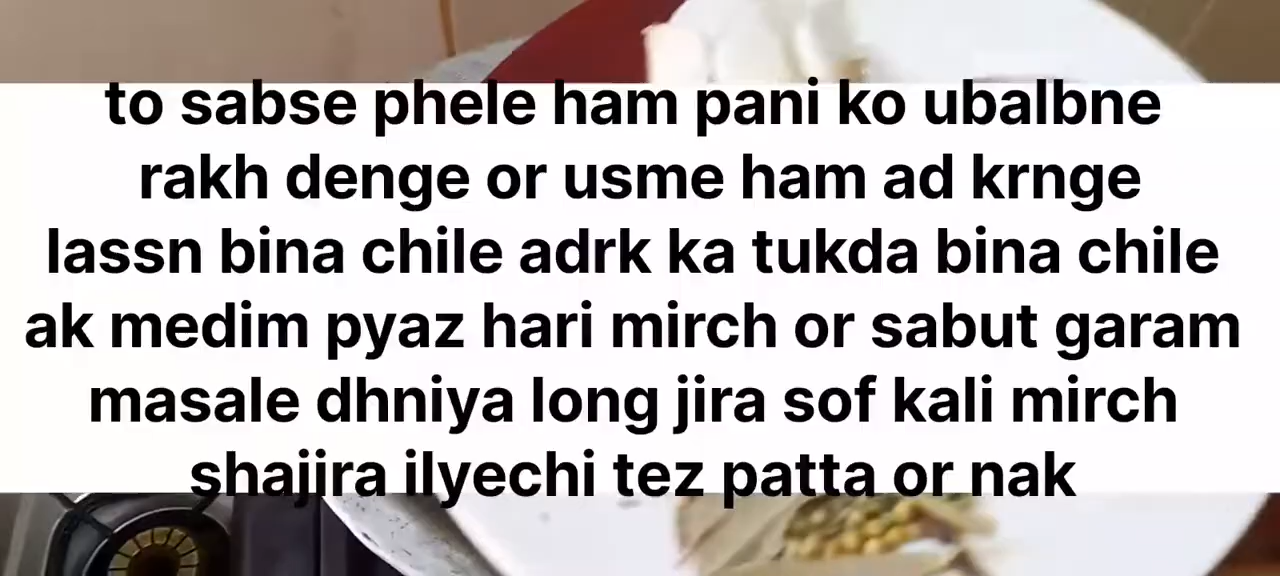 to sabse phele ham pani ko ubalbne
rakh denge or usme ham ad krnge
lassn bina chile adrk ka tukda bina chile
ak medim pyaz hari mirch or sabut garam
masale dhniya long jira sof kali mirch
shajira ilyechi tez patta or nak